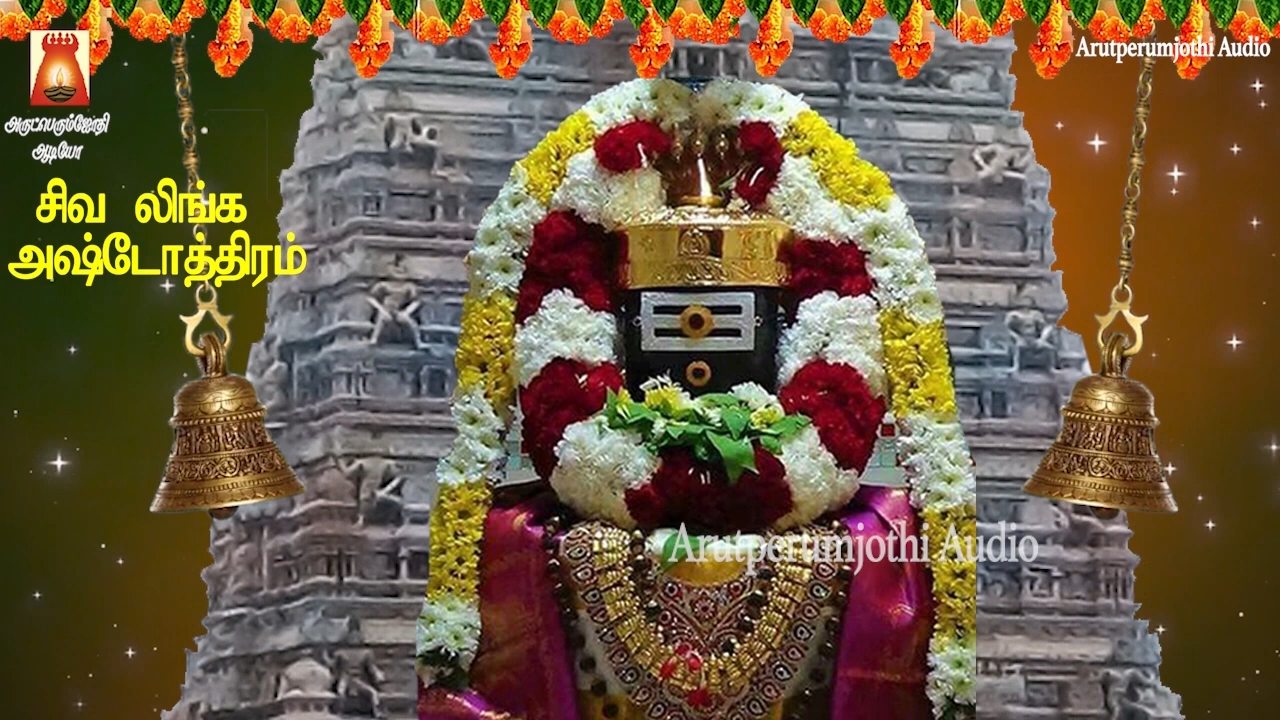 Arutperumjothi Audio
அருட்பெரும்ஜோதி
ஆடியோ
சிவ லிங்க
அஷ்டோத்திரம்
Arutperumjothi Audio